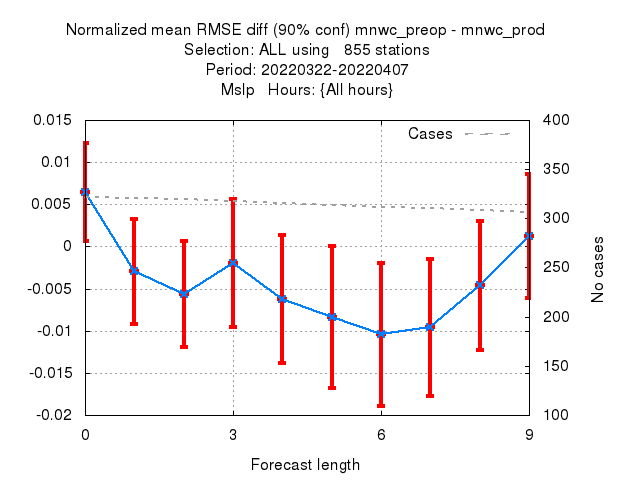 Normalized mean RMSE diff (90% conf) mnwc_preop - mnwc_prod
Selection: ALL using   855 stations
Period: 20220322-20220407
Mslp   Hours: {All hours}
Cases
0.015
0.01
0.005
0
-0.005
-0.01
-0.015
-0.02
400
350
300
250
200
150
100
No cases
0
3
6
9
Forecast length